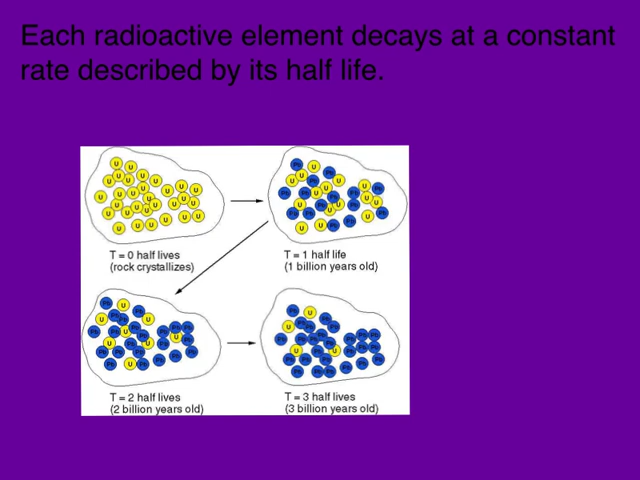 Each radioactive element decays at a constant
rate described by its half life.
T = 0 half lives
(rock crystallizes)
T = 1 half life
(1 billion years old)
T = 2 half lives
(2 billion years old)
T = 3 half lives
(3 billion years old)